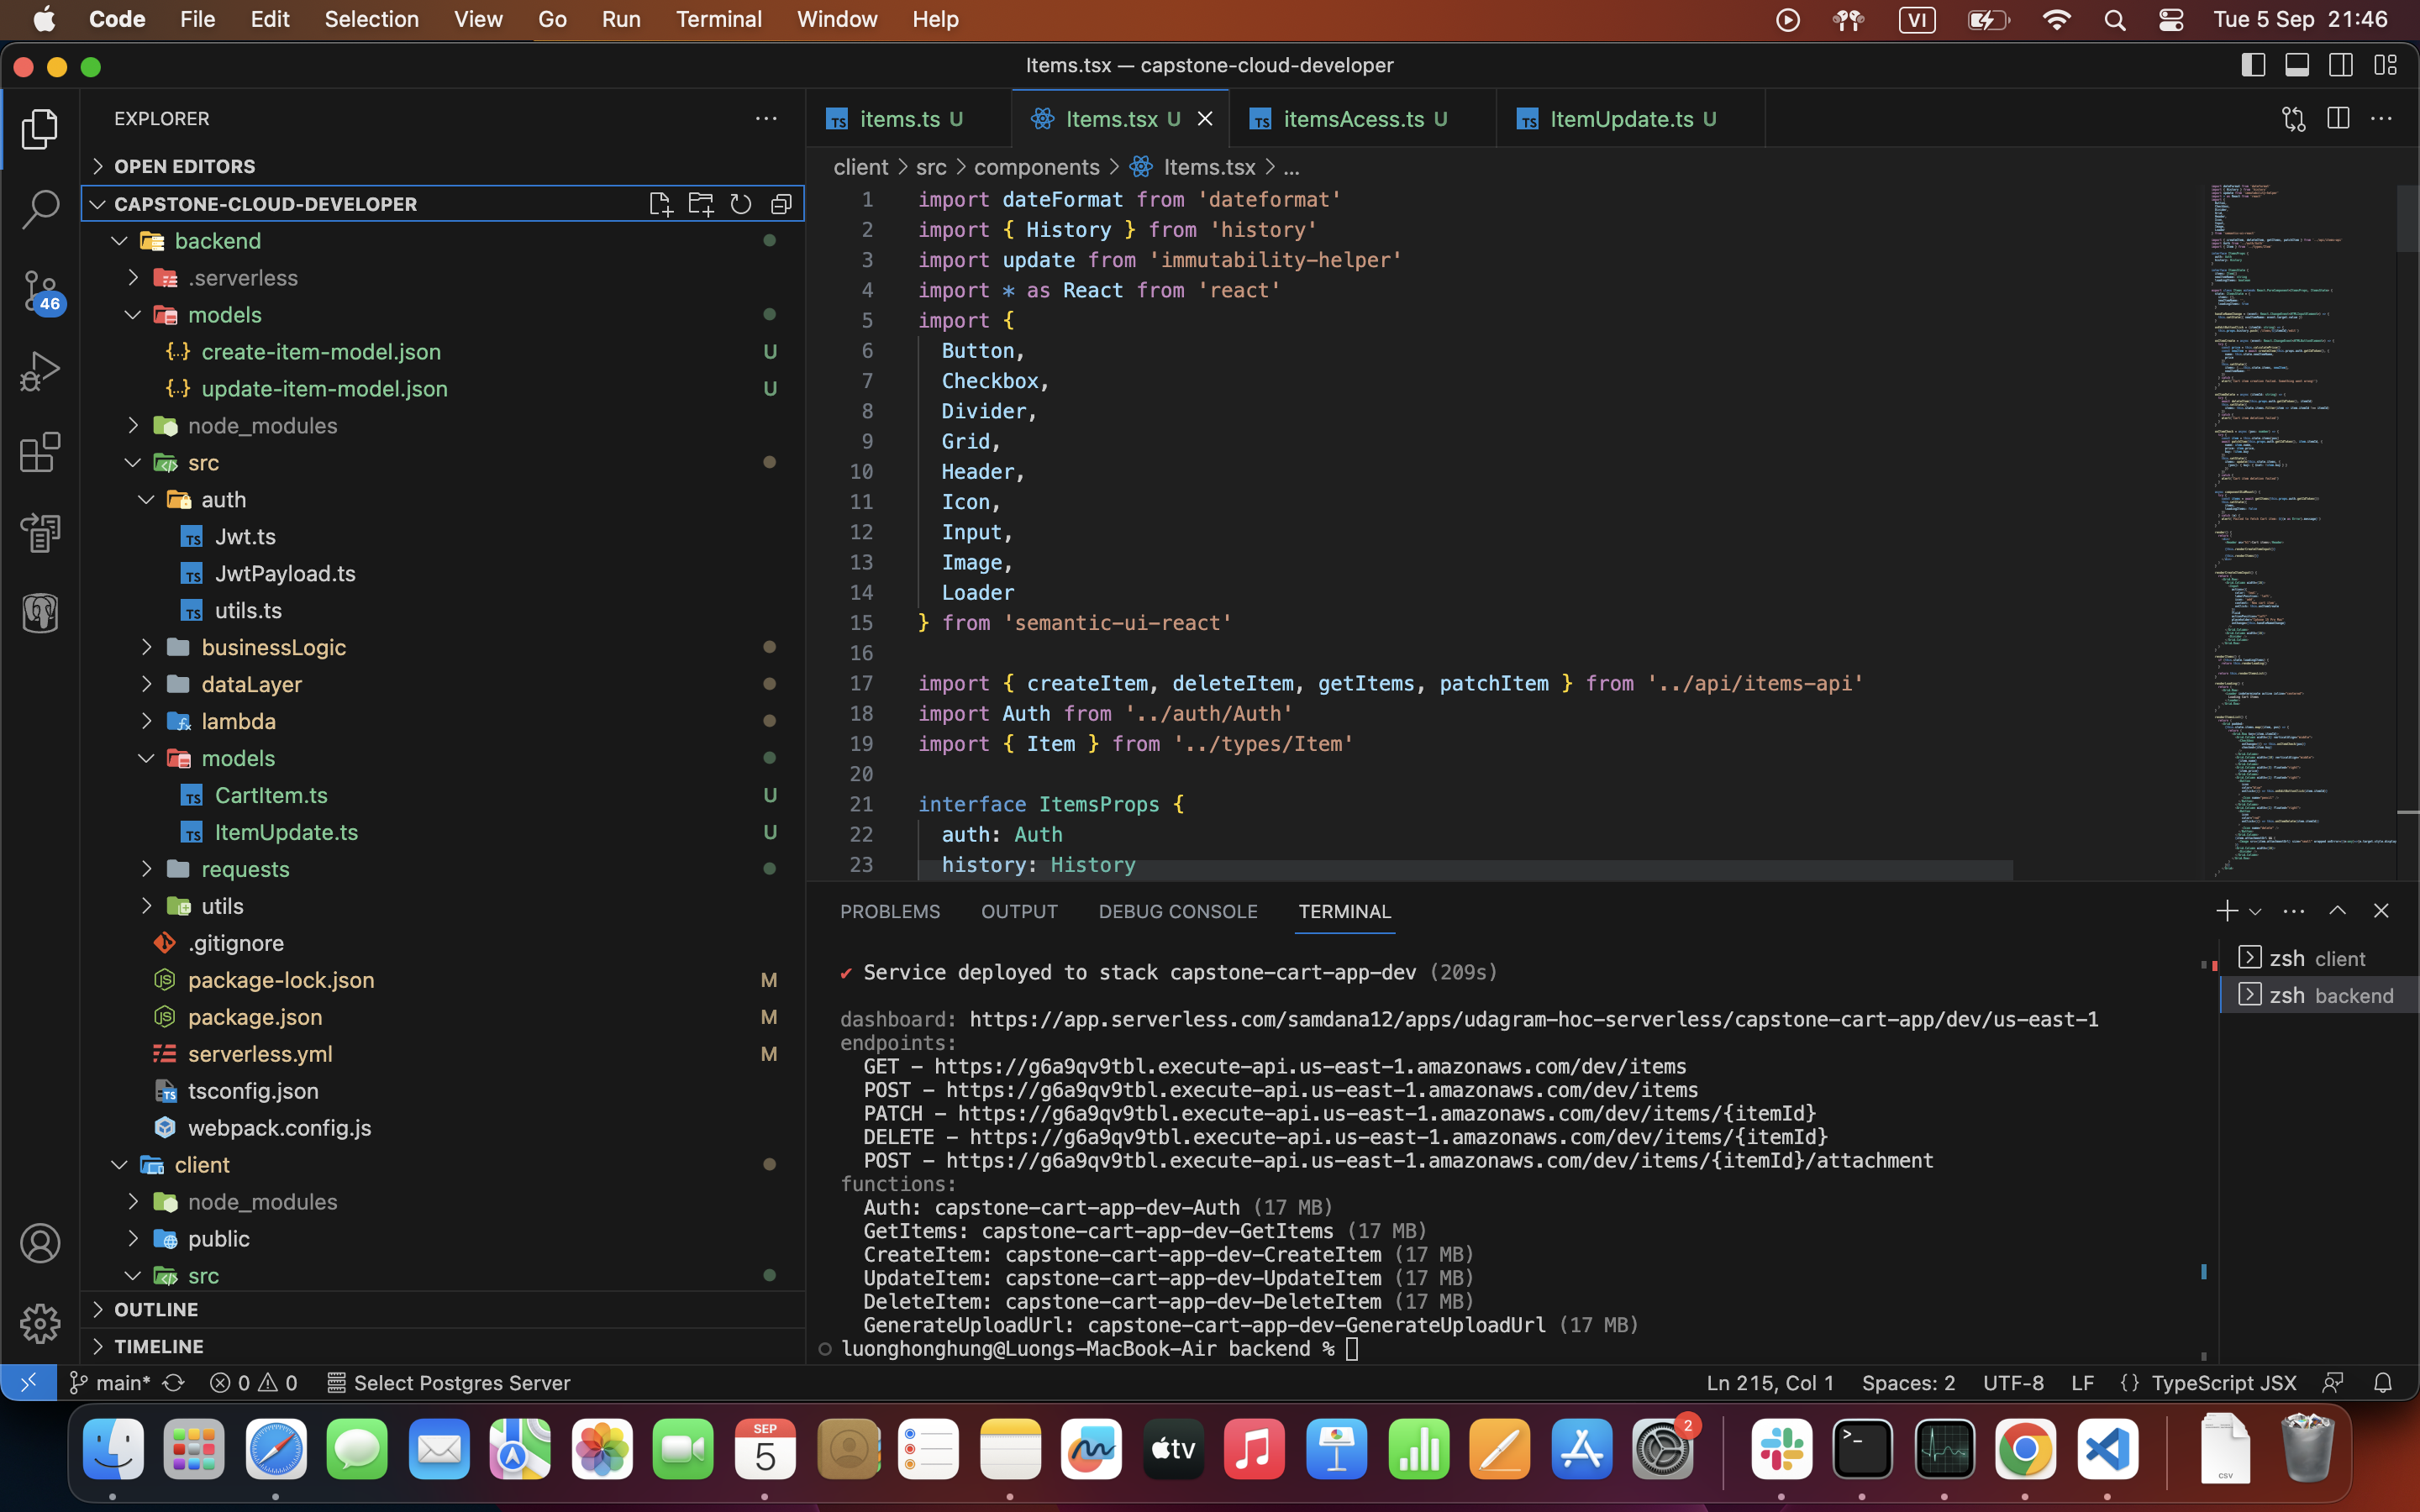 Code File Edit Selection View Go Run Terminal Window Help VI Tue 5 Sep 21:46
Items.tsx — capstone-cloud-developer
EXPLORER
OPEN EDITORS
CAPSTONE-CLOUD-DEVELOPER
backend
.serverless
models
create-item-model.json U
update-item-model.json U
node_modules
src
auth
TS Jwt.ts
TS JwtPayload.ts
TS utils.ts
businessLogic
dataLayer
lambda
models
TS CartItem.ts U
TS ItemUpdate.ts U
requests
utils
.gitignore
package-lock.json M
package.json M
serverless.yml M
tsconfig.json
webpack.config.js
client
node_modules
public
src
OUTLINE
TIMELINE
46
TS items.ts U Items.tsx U TS itemsAcess.ts U TS ItemUpdate.ts U
client > src > components > Items.tsx > ...
1 import dateFormat from 'dateformat'
2 import { History } from 'history'
3 import update from 'immutability-helper'
4 import * as React from 'react'
5 import {
6 Button,
7 Checkbox,
8 Divider,
9 Grid,
10 Header,
11 Icon,
12 Input,
13 Image,
14 Loader
15 } from 'semantic-ui-react'
16
17 import { createItem, deleteItem, getItems, patchItem } from '../api/items-api'
18 import Auth from '../auth/Auth'
19 import { Item } from '../types/Item'
20
21 interface ItemsProps {
22 auth: Auth
23 history: History
PROBLEMS OUTPUT DEBUG CONSOLE TERMINAL
✔ Service deployed to stack capstone-cart-app-dev (209s)
dashboard: https://app.serverless.com/samdana12/apps/udagram-hoc-serverless/capstone-cart-app/dev/us-east-1
endpoints:
GET - https://g6a9qv9tbl.execute-api.us-east-1.amazonaws.com/dev/items
POST - https://g6a9qv9tbl.execute-api.us-east-1.amazonaws.com/dev/items
PATCH - https://g6a9qv9tbl.execute-api.us-east-1.amazonaws.com/dev/items/{itemId}
DELETE - https://g6a9qv9tbl.execute-api.us-east-1.amazonaws.com/dev/items/{itemId}
POST - https://g6a9qv9tbl.execute-api.us-east-1.amazonaws.com/dev/items/{itemId}/attachment
functions:
Auth: capstone-cart-app-dev-Auth (17 MB)
GetItems: capstone-cart-app-dev-GetItems (17 MB)
CreateItem: capstone-cart-app-dev-CreateItem (17 MB)
UpdateItem: capstone-cart-app-dev-UpdateItem (17 MB)
DeleteItem: capstone-cart-app-dev-DeleteItem (17 MB)
GenerateUploadUrl: capstone-cart-app-dev-GenerateUploadUrl (17 MB)
luonghonghung@Luongs-MacBook-Air backend %
zsh client
zsh backend
main* 0 0 Select Postgres Server Ln 215, Col 1 Spaces: 2 UTF-8 LF {} TypeScript JSX
SEP
5
tv
2
CSV